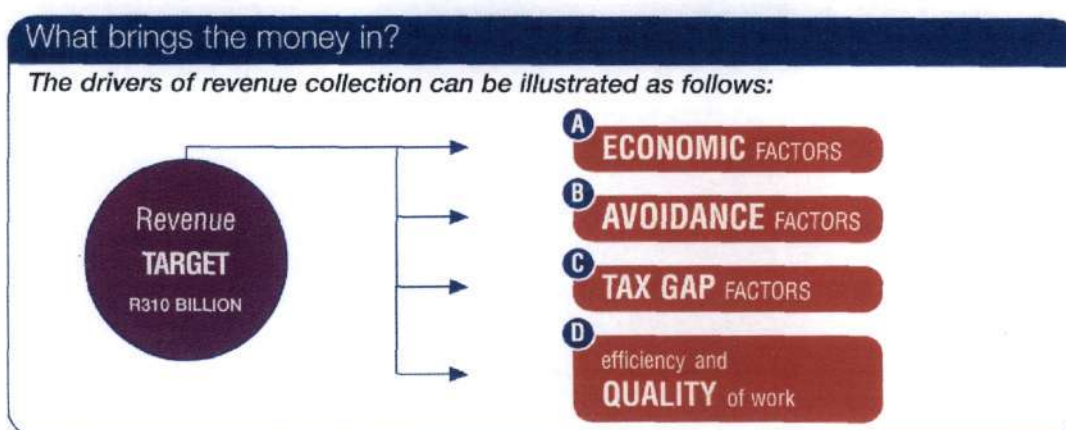 What brings the money in?
The drivers of revenue collection can be illustrated as follows:
Revenue
TARGET
R310 BILLION
A
ECONOMIC FACTORS
B
AVOIDANCE FACTORS
C
TAX GAP FACTORS
D
efficiency and
QUALITY of work